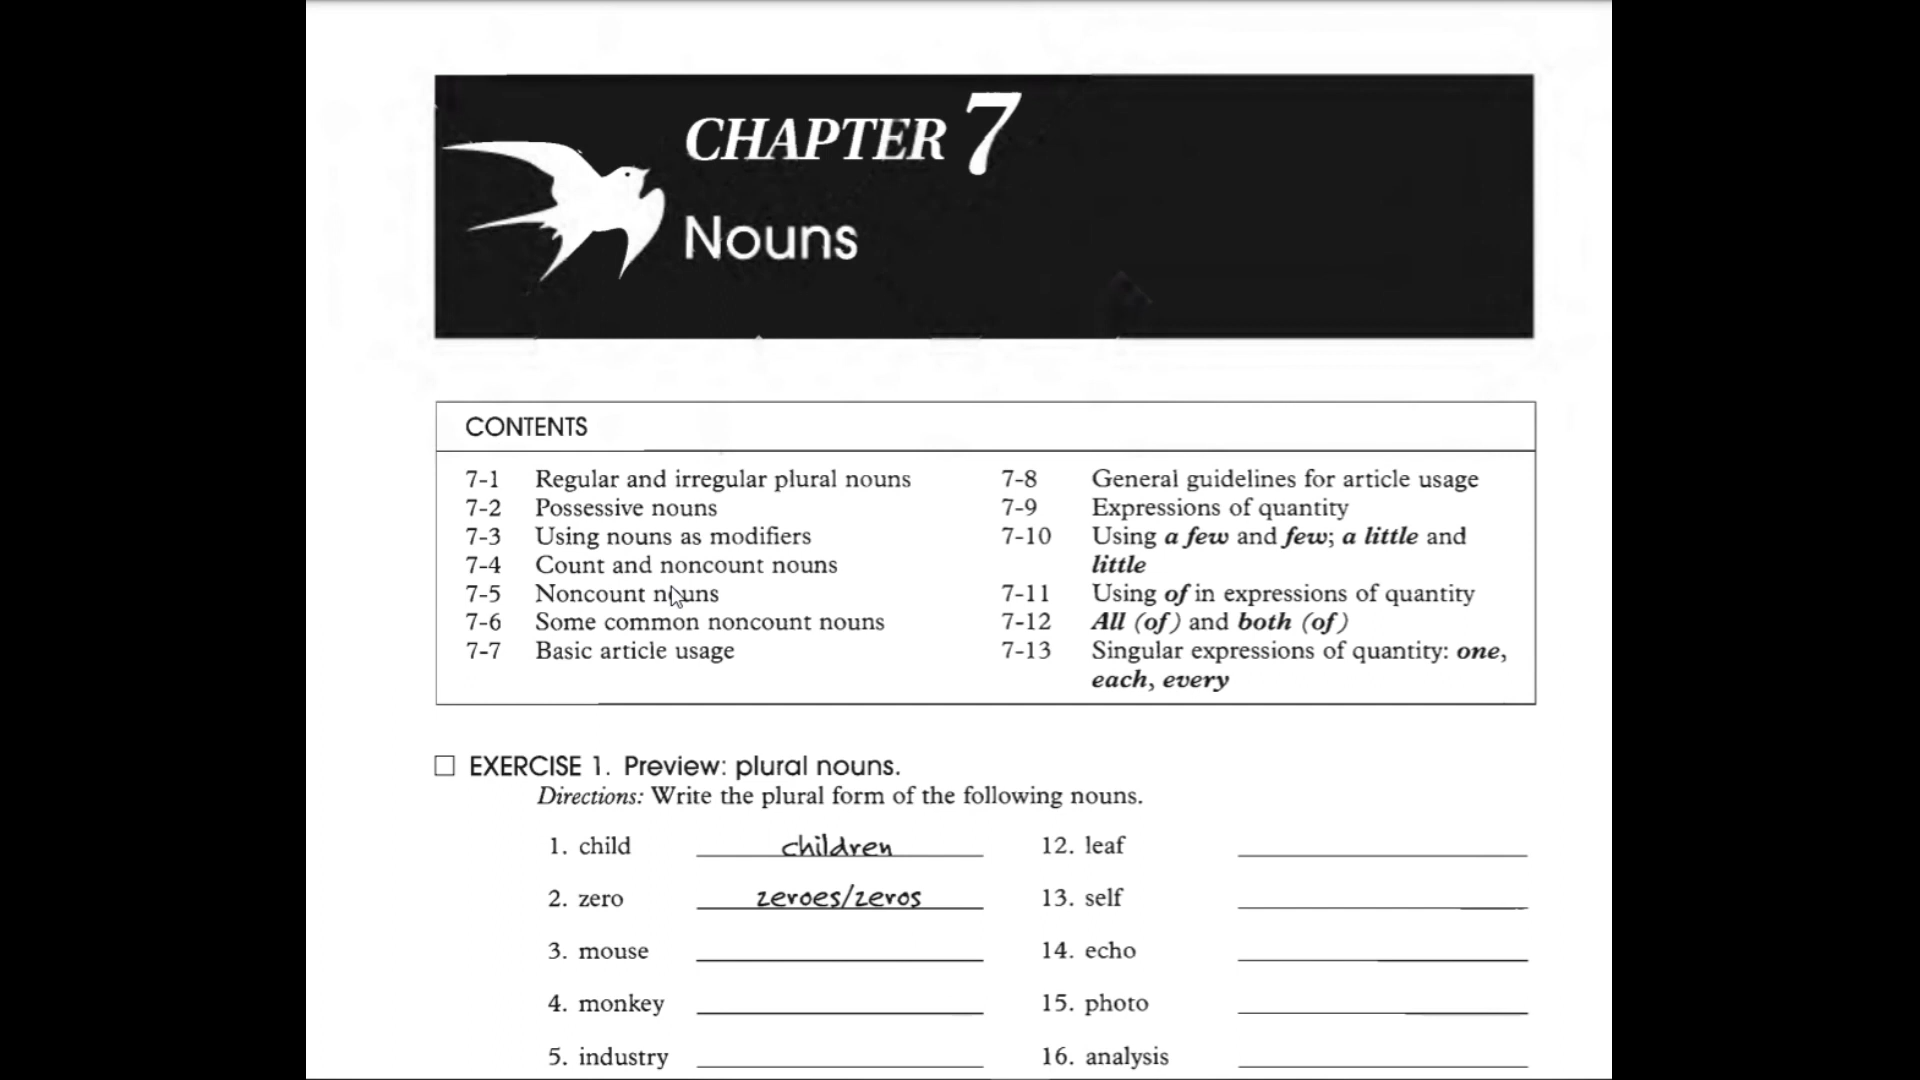 CHAPTER 7
Nouns
CONTENTS
7-1 Regular and irregular plural nouns
7-2 Possessive nouns
7-3 Using nouns as modifiers
7-4 Count and noncount nouns
7-5 Noncount nouns
7-6 Some common noncount nouns
7-7 Basic article usage
7-8 General guidelines for article usage
7-9 Expressions of quantity
7-10 Using a few and few; a little and
little
7-11 Using of in expressions of quantity
7-12 All (of) and both (of)
7-13 Singular expressions of quantity: one,
each, every
EXERCISE 1. Preview: plural nouns.
Directions: Write the plural form of the following nouns.
1. child children
2. zero zeroes/zeros
3. mouse
4. monkey
5. industry
12. leaf
13. self
14. echo
15. photo
16. analysis